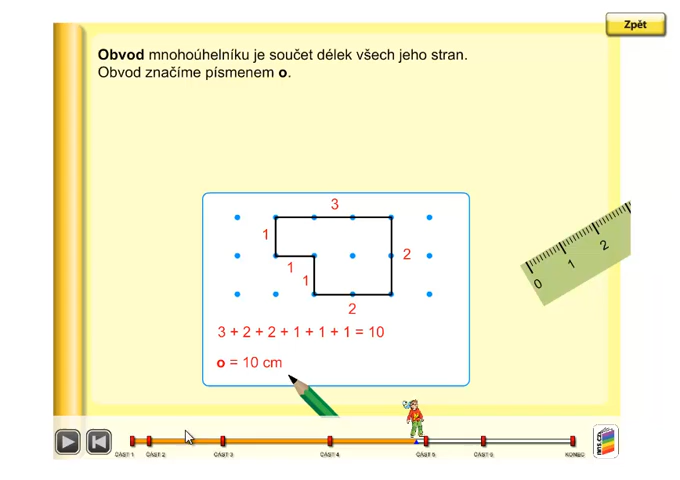 Zpět
Obvod mnohoúhelníku je součet délek všech jeho stran.
Obvod značíme písmenem o.
3
1
2
1
1
2
0 1 2
3 + 2 + 2 + 1 + 1 + 1 = 10
o = 10 cm
ČÁST 1 ČÁST 2 ČÁST 3 ČÁST 4 ČÁST 5 ČÁST 6 KONEC